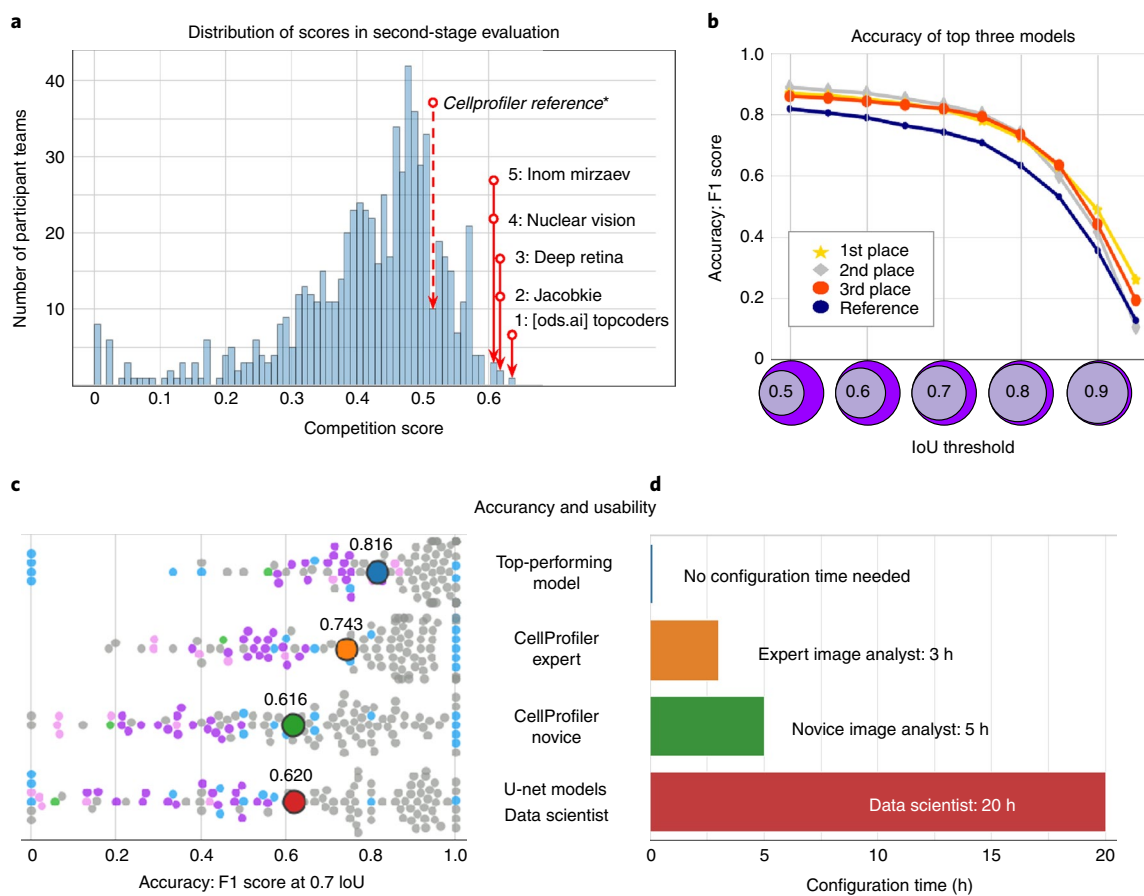 a
Distribution of scores in second-stage evaluation
Number of participant teams
40
30
20
10
Cellprofiler reference*
5: Inom mirzaev
4: Nuclear vision
3: Deep retina
2: Jacobkie
1: [ods.ai] topcoders
0 0.1 0.2 0.3 0.4 0.5 0.6
Competition score
b
Accuracy of top three models
Accuracy: F1 score
1.0
0.8
0.6
0.4
0.2
0
1st place
2nd place
3rd place
Reference
0.5 0.6 0.7 0.8 0.9
IoU threshold
Accurancy and usability
c
0.816
0.743
0.616
0.620
0 0.2 0.4 0.6 0.8 1.0
Accuracy: F1 score at 0.7 IoU
Top-performing
model
CellProfiler
expert
CellProfiler
novice
U-net models
Data scientist
d
No configuration time needed
Expert image analyst: 3 h
Novice image analyst: 5 h
Data scientist: 20 h
0 5 10 15 20
Configuration time (h)